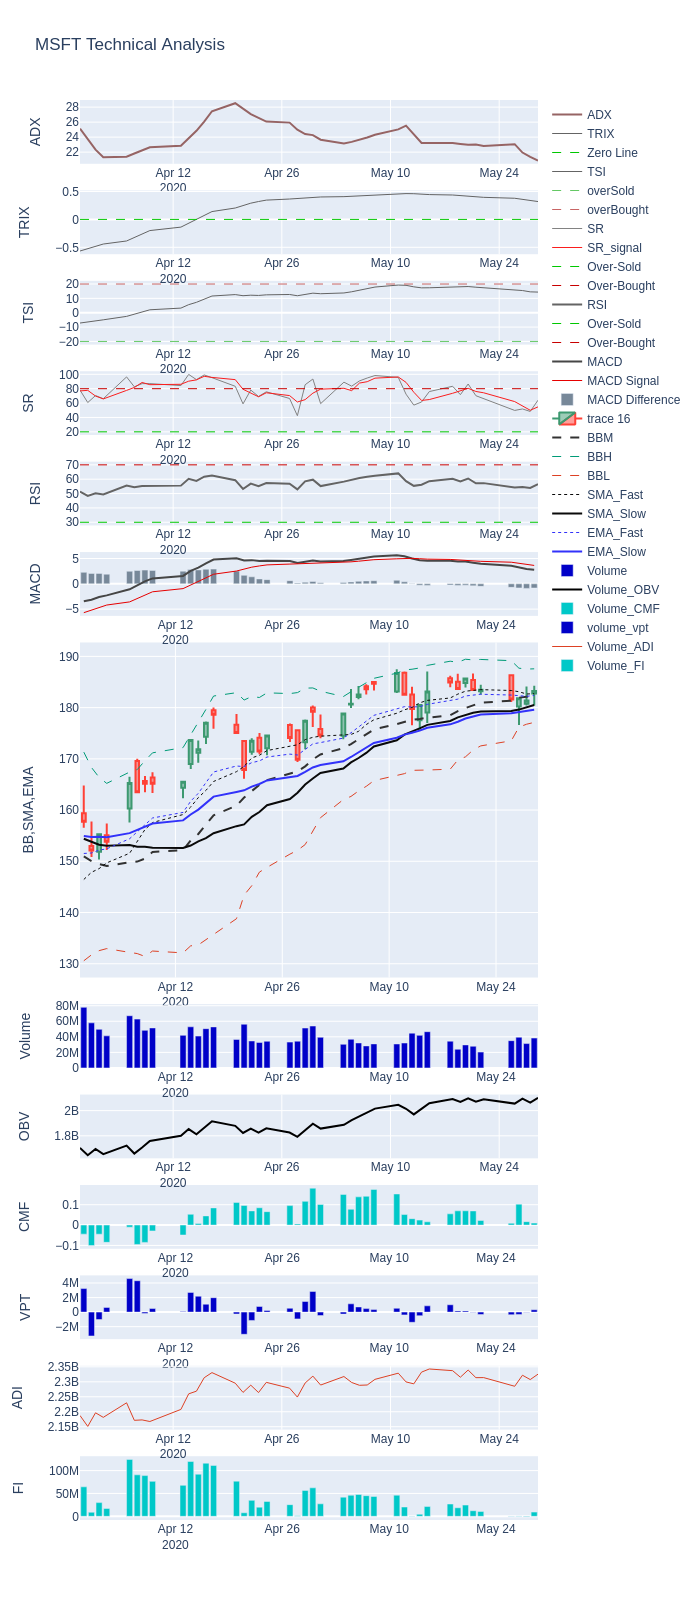 MSFT Technical Analysis
28
26
24
22
ADX
Apr 12
2020
Apr 26
May 10
May 24
0.5
0
−0.5
TRIX
Apr 12
2020
Apr 26
May 10
May 24
20
10
0
−10
−20
TSI
Apr 12
2020
Apr 26
May 10
May 24
100
80
60
40
20
SR
Apr 12
2020
Apr 26
May 10
May 24
70
60
50
40
30
RSI
Apr 12
2020
Apr 26
May 10
May 24
5
0
−5
MACD
Apr 12
2020
Apr 26
May 10
May 24
190
180
170
160
150
140
130
BB,SMA,EMA
Apr 12
2020
Apr 26
May 10
May 24
80M
60M
40M
20M
0
Volume
Apr 12
2020
Apr 26
May 10
May 24
2B
1.8B
OBV
Apr 12
2020
Apr 26
May 10
May 24
0.1
0
−0.1
CMF
Apr 12
2020
Apr 26
May 10
May 24
4M
2M
0
−2M
VPT
Apr 12
2020
Apr 26
May 10
May 24
2.35B
2.3B
2.25B
2.2B
2.15B
ADI
Apr 12
2020
Apr 26
May 10
May 24
100M
50M
0
FI
Apr 12
2020
Apr 26
May 10
May 24
ADX
TRIX
Zero Line
TSI
overSold
overBought
SR
SR_signal
Over-Sold
Over-Bought
RSI
Over-Sold
Over-Bought
MACD
MACD Signal
MACD Difference
trace 16
BBM
BBH
BBL
SMA_Fast
SMA_Slow
EMA_Fast
EMA_Slow
Volume
Volume_OBV
Volume_CMF
volume_vpt
Volume_ADI
Volume_FI